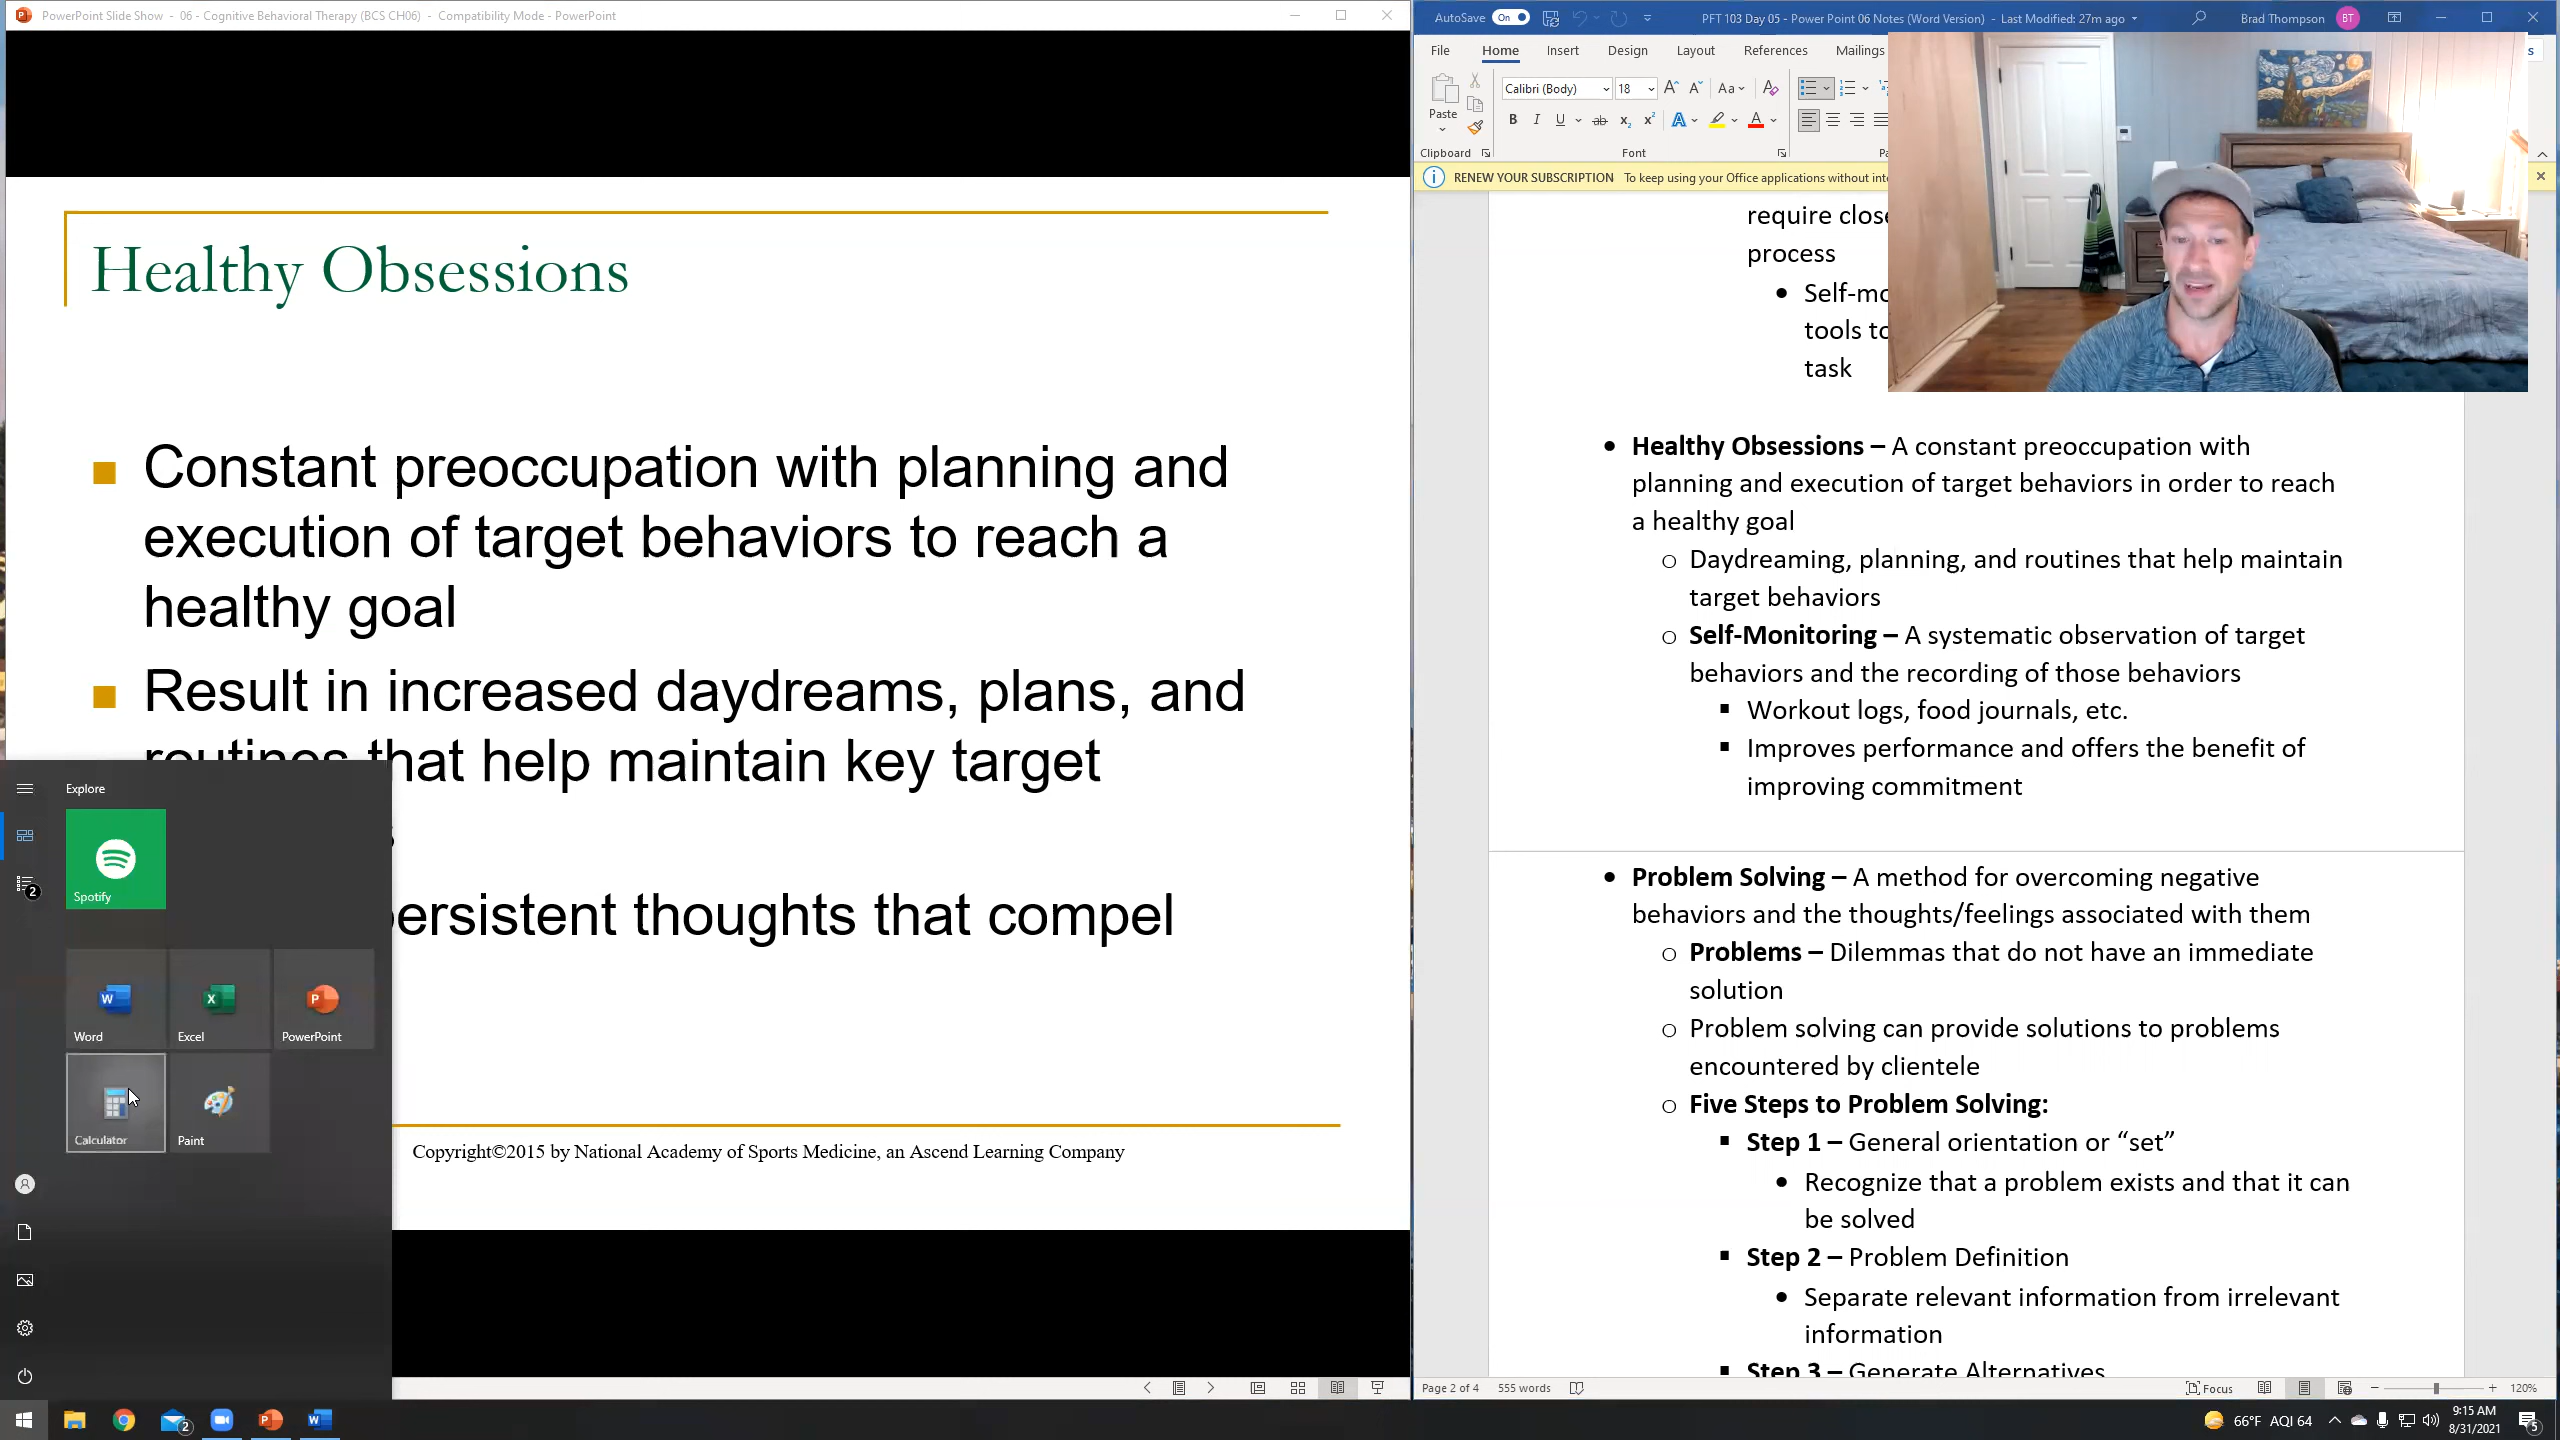 PowerPoint Slide Show - 06 - Cognitive Behavioral Therapy (BCS CH06) - Compatibility Mode - PowerPoint
Healthy Obsessions
Constant preoccupation with planning and
execution of target behaviors to reach a
healthy goal
Result in increased daydreams, plans, and
routines that help maintain key target
persistent thoughts that compel
Copyright©2015 by National Academy of Sports Medicine, an Ascend Learning Company
Explore
Spotify
Word
Excel
PowerPoint
Calculator
Paint
2
AutoSave On
PFT 103 Day 05 - Power Point 06 Notes (Word Version) - Last Modified: 27m ago
Brad Thompson BT
File Home Insert Design Layout References Mailings
Paste
Calibri (Body) 18
Clipboard
Font
RENEW YOUR SUBSCRIPTION To keep using your Office applications without
require
process
tools
task
Healthy Obsessions – A constant preoccupation with
planning and execution of target behaviors in order to reach
a healthy goal
Daydreaming, planning, and routines that help maintain
target behaviors
Self-Monitoring – A systematic observation of target
behaviors and the recording of those behaviors
Workout logs, food journals, etc.
Improves performance and offers the benefit of
improving commitment
Problem Solving – A method for overcoming negative
behaviors and the thoughts/feelings associated with them
Problems – Dilemmas that do not have an immediate
solution
Problem solving can provide solutions to problems
encountered by clientele
Five Steps to Problem Solving:
Step 1 – General orientation or “set”
Recognize that a problem exists and that it can
be solved
Step 2 – Problem Definition
Separate relevant information from irrelevant
information
Step 3 – Generate Alternatives
Page 2 of 4 555 words
Focus
120%
2
66°F AQI 64
9:15 AM
8/31/2021
5